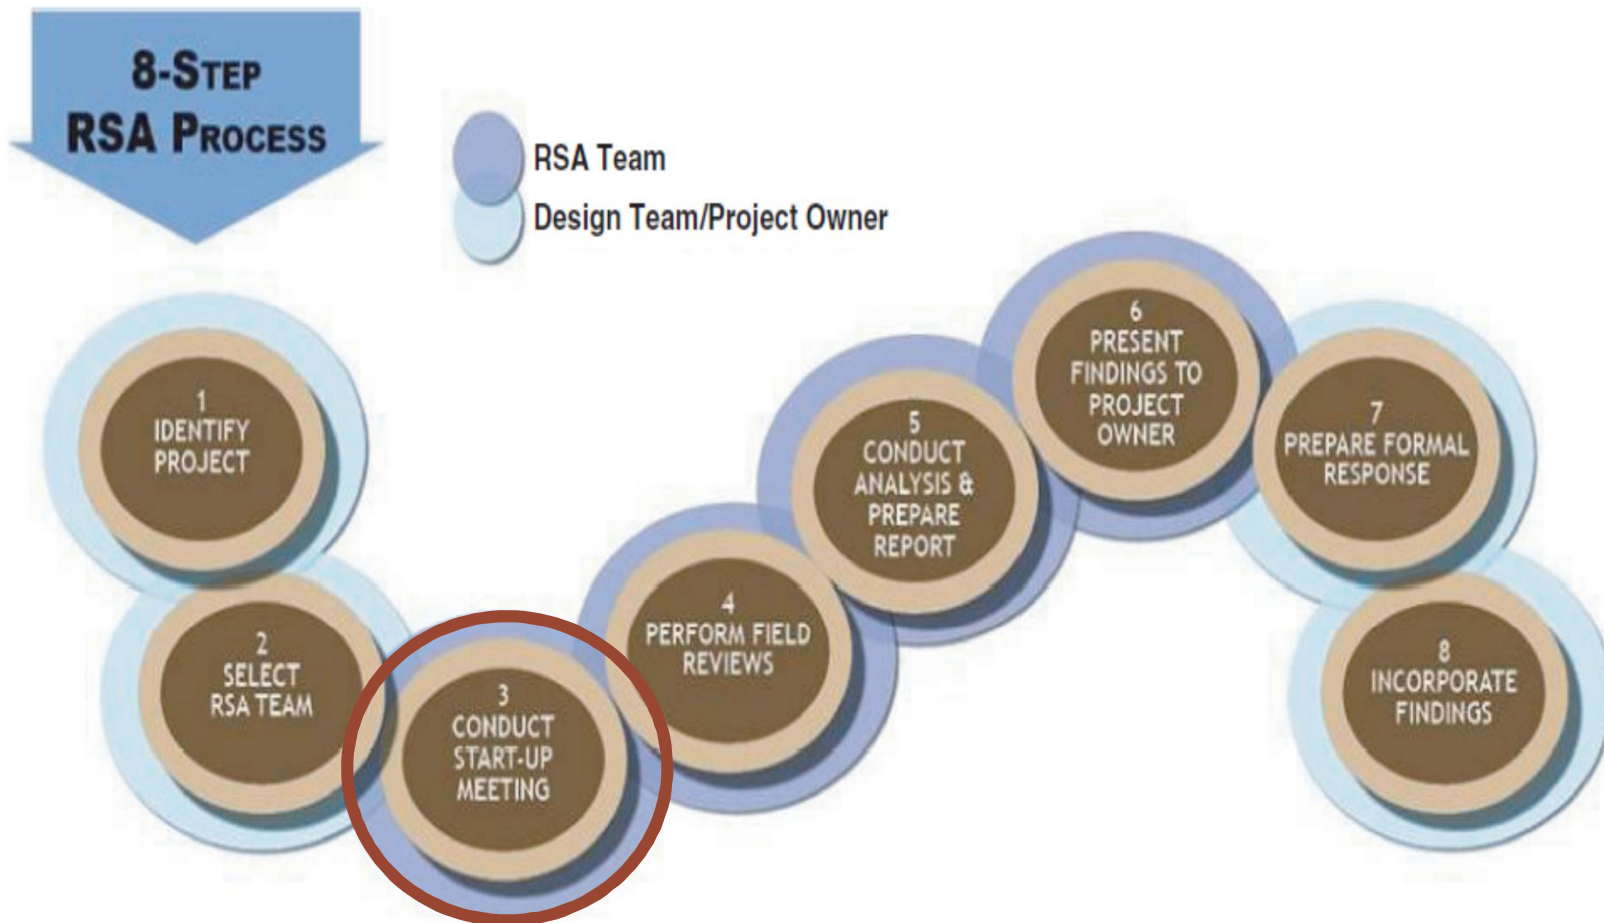 8-STEP
RSA PROCESS
RSA Team
Design Team/Project Owner
1
IDENTIFY
PROJECT
2
SELECT
RSA TEAM
3
CONDUCT
START-UP
MEETING
4
PERFORM FIELD
REVIEWS
5
CONDUCT
ANALYSIS &
PREPARE
REPORT
6
PRESENT
FINDINGS TO
PROJECT
OWNER
7
PREPARE FORMAL
RESPONSE
8
INCORPORATE
FINDINGS